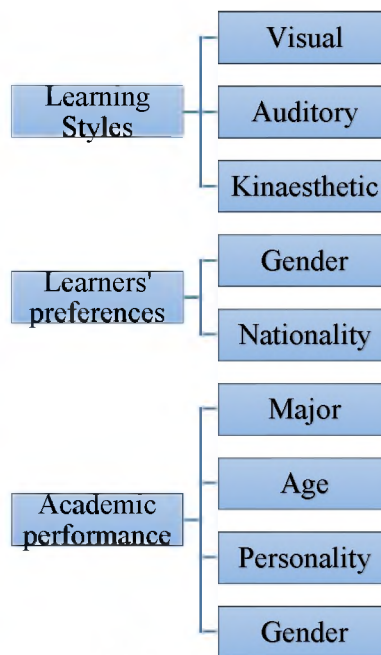 Learning
Styles
Visual
Auditory
Kinaesthetic
Learners'
preferences
Gender
Nationality
Academic
performance
Major
Age
Personality
Gender